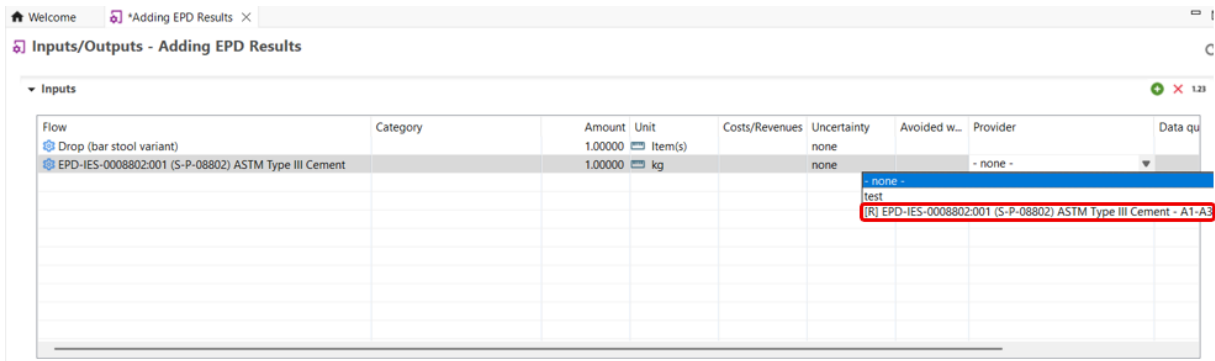 Welcome *Adding EPD Results
Inputs/Outputs - Adding EPD Results
Inputs 1.23
Flow Category Amount Unit Costs/Revenues Uncertainty Avoided w... Provider Data qu
Drop (bar stool variant) 1.00000 Item(s) none
EPD-IES-0008802:001 (S-P-08802) ASTM Type III Cement 1.00000 kg none - none -
- none -
test
[R] EPD-IES-0008802:001 (S-P-08802) ASTM Type III Cement - A1-A3